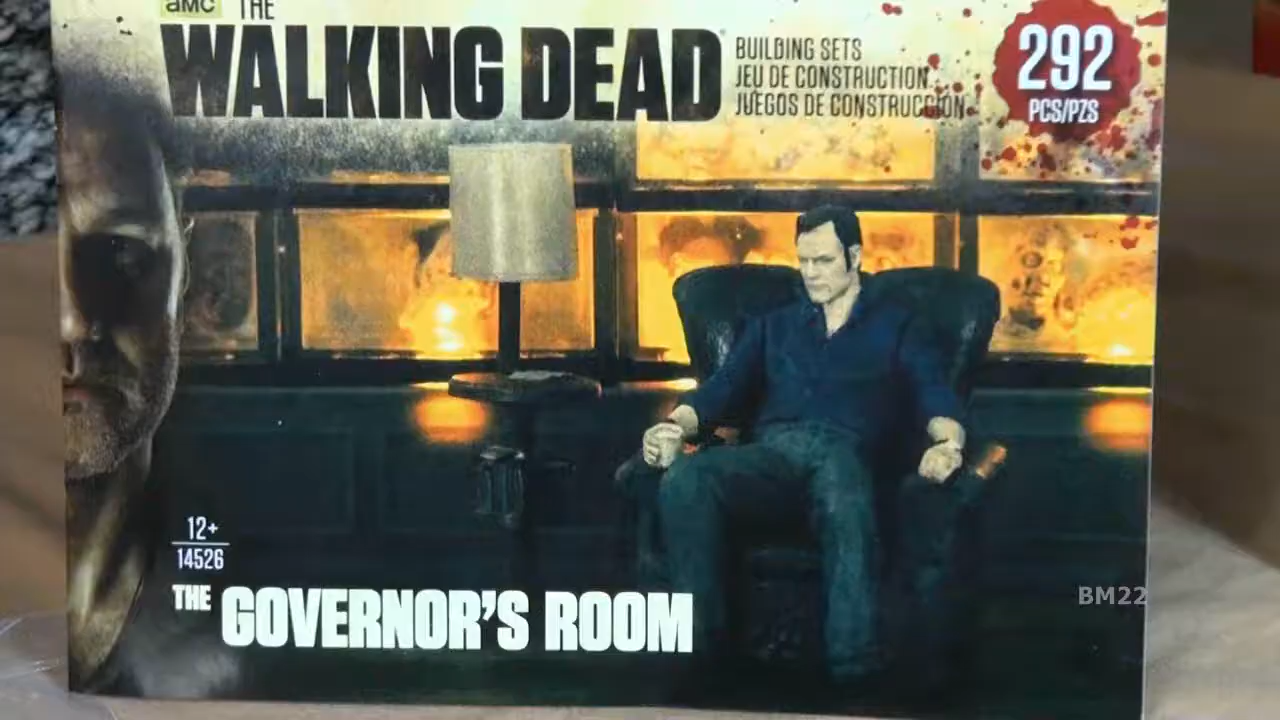 aMC THE
WALKING DEAD
BUILDING SETS
JEU DE CONSTRUCTION
JUEGOS DE CONSTRUCCIÓN
292
PCS/PZS
12+
14526
THE GOVERNOR'S ROOM
BM22